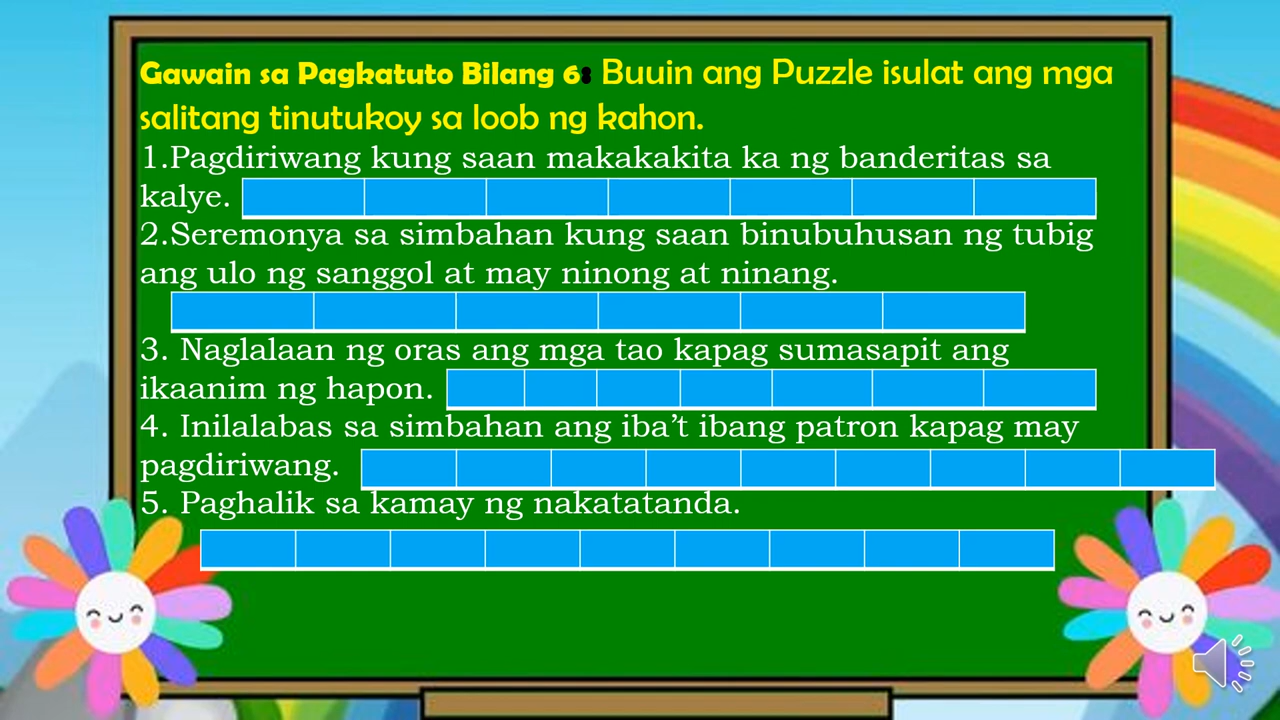 Gawain sa Pagkatuto Bilang 6: Buuin ang Puzzle isulat ang mga
salitang tinutukoy sa loob ng kahon.
1.Pagdiriwang kung saan makakakita ka ng banderitas sa
kalye.
2.Seremonya sa simbahan kung saan binubuhusan ng tubig
ang ulo ng sanggol at may ninong at ninang.
3. Naglalaan ng oras ang mga tao kapag sumasapit ang
ikaanim ng hapon.
4. Inilalabas sa simbahan ang iba’t ibang patron kapag may
pagdiriwang.
5. Paghalik sa kamay ng nakatatanda.